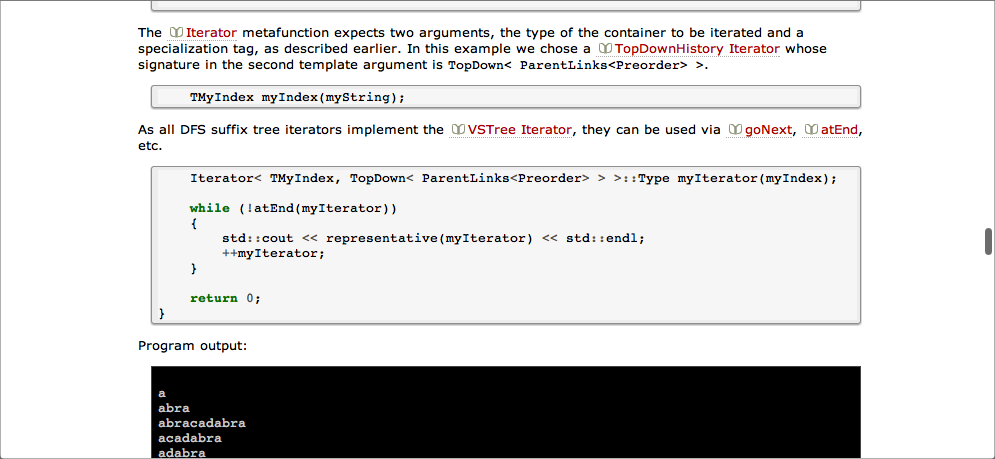 The Iterator metafunction expects two arguments, the type of the container to be iterated and a
specialization tag, as described earlier. In this example we chose a TopDownHistory Iterator whose
signature in the second template argument is TopDown< ParentLinks<Preorder> >.
TMyIndex myIndex(myString);
As all DFS suffix tree iterators implement the VSTree Iterator, they can be used via goNext, atEnd,
etc.
Iterator< TMyIndex, TopDown< ParentLinks<Preorder> > >::Type myIterator(myIndex);
while (!atEnd(myIterator))
{
std::cout << representative(myIterator) << std::endl;
++myIterator;
}
return 0;
}
Program output:
a
abra
abracadabra
acadabra
adabra